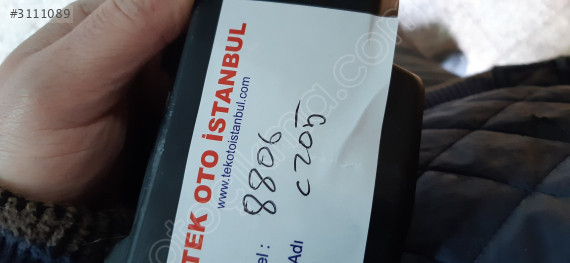 #3111089
TEK OTO İSTANBUL
www.tekotoistanbul.com
el : 8806
Adı c205